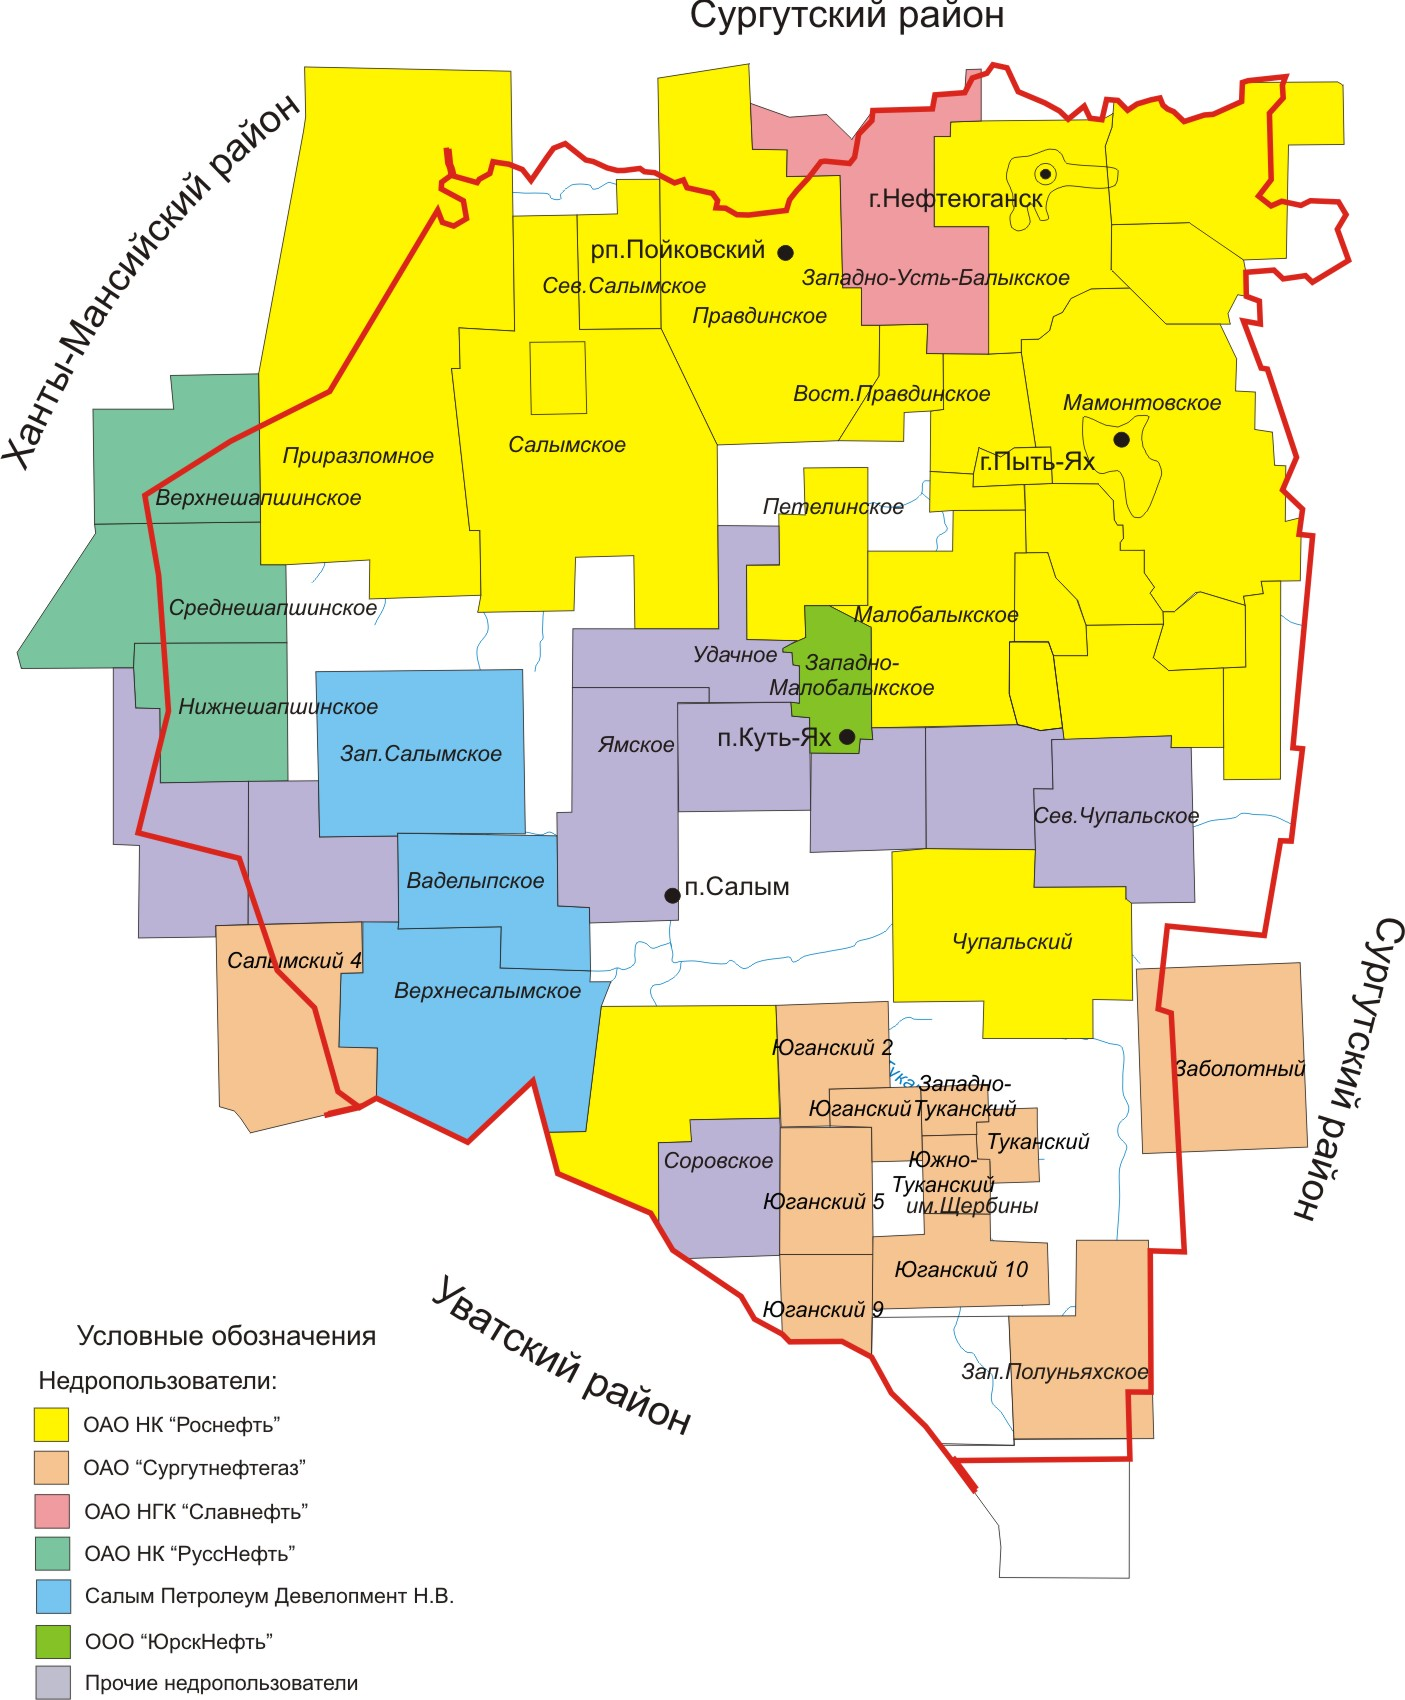 Сургутский район
Ханты-Мансийский район
г.Нефтеюганск
рп.Пойковский
Западно-Усть-Балыкское
Сев.Салымское
Правдинское
Вост.Правдинское
Мамонтовское
Салымское
Приразломное
г.Пыть-Ях
Верхнешапшинское
Петелинское
Среднешапшинское
Малобалыкское
Удачное
Западно-
Малобалыкское
Нижнешапшинское
п.Куть-Ях
Ямское
Зап.Салымское
Сев.Чупальское
Ваделыпское
п.Салым
Чупальский
Салымский 4
Верхнесалымское
Сургутский район
Юганский 2
Заболотный
Тука
Западно-
Туканский
Юганский
Туканский
Южно-
Туканский
Соровское
Юганский 5
им.Щербины
Юганский 10
Юганский 9
Уватский район
Зап.Полуньяхское
Условные обозначения
Недропользователи:
ОАО НК “Роснефть”
ОАО “Сургутнефтегаз”
ОАО НГК “Славнефть”
ОАО НК “РуссНефть”
Салым Петролеум Девелопмент Н.В.
ООО “ЮрскНефть”
Прочие недропользователи